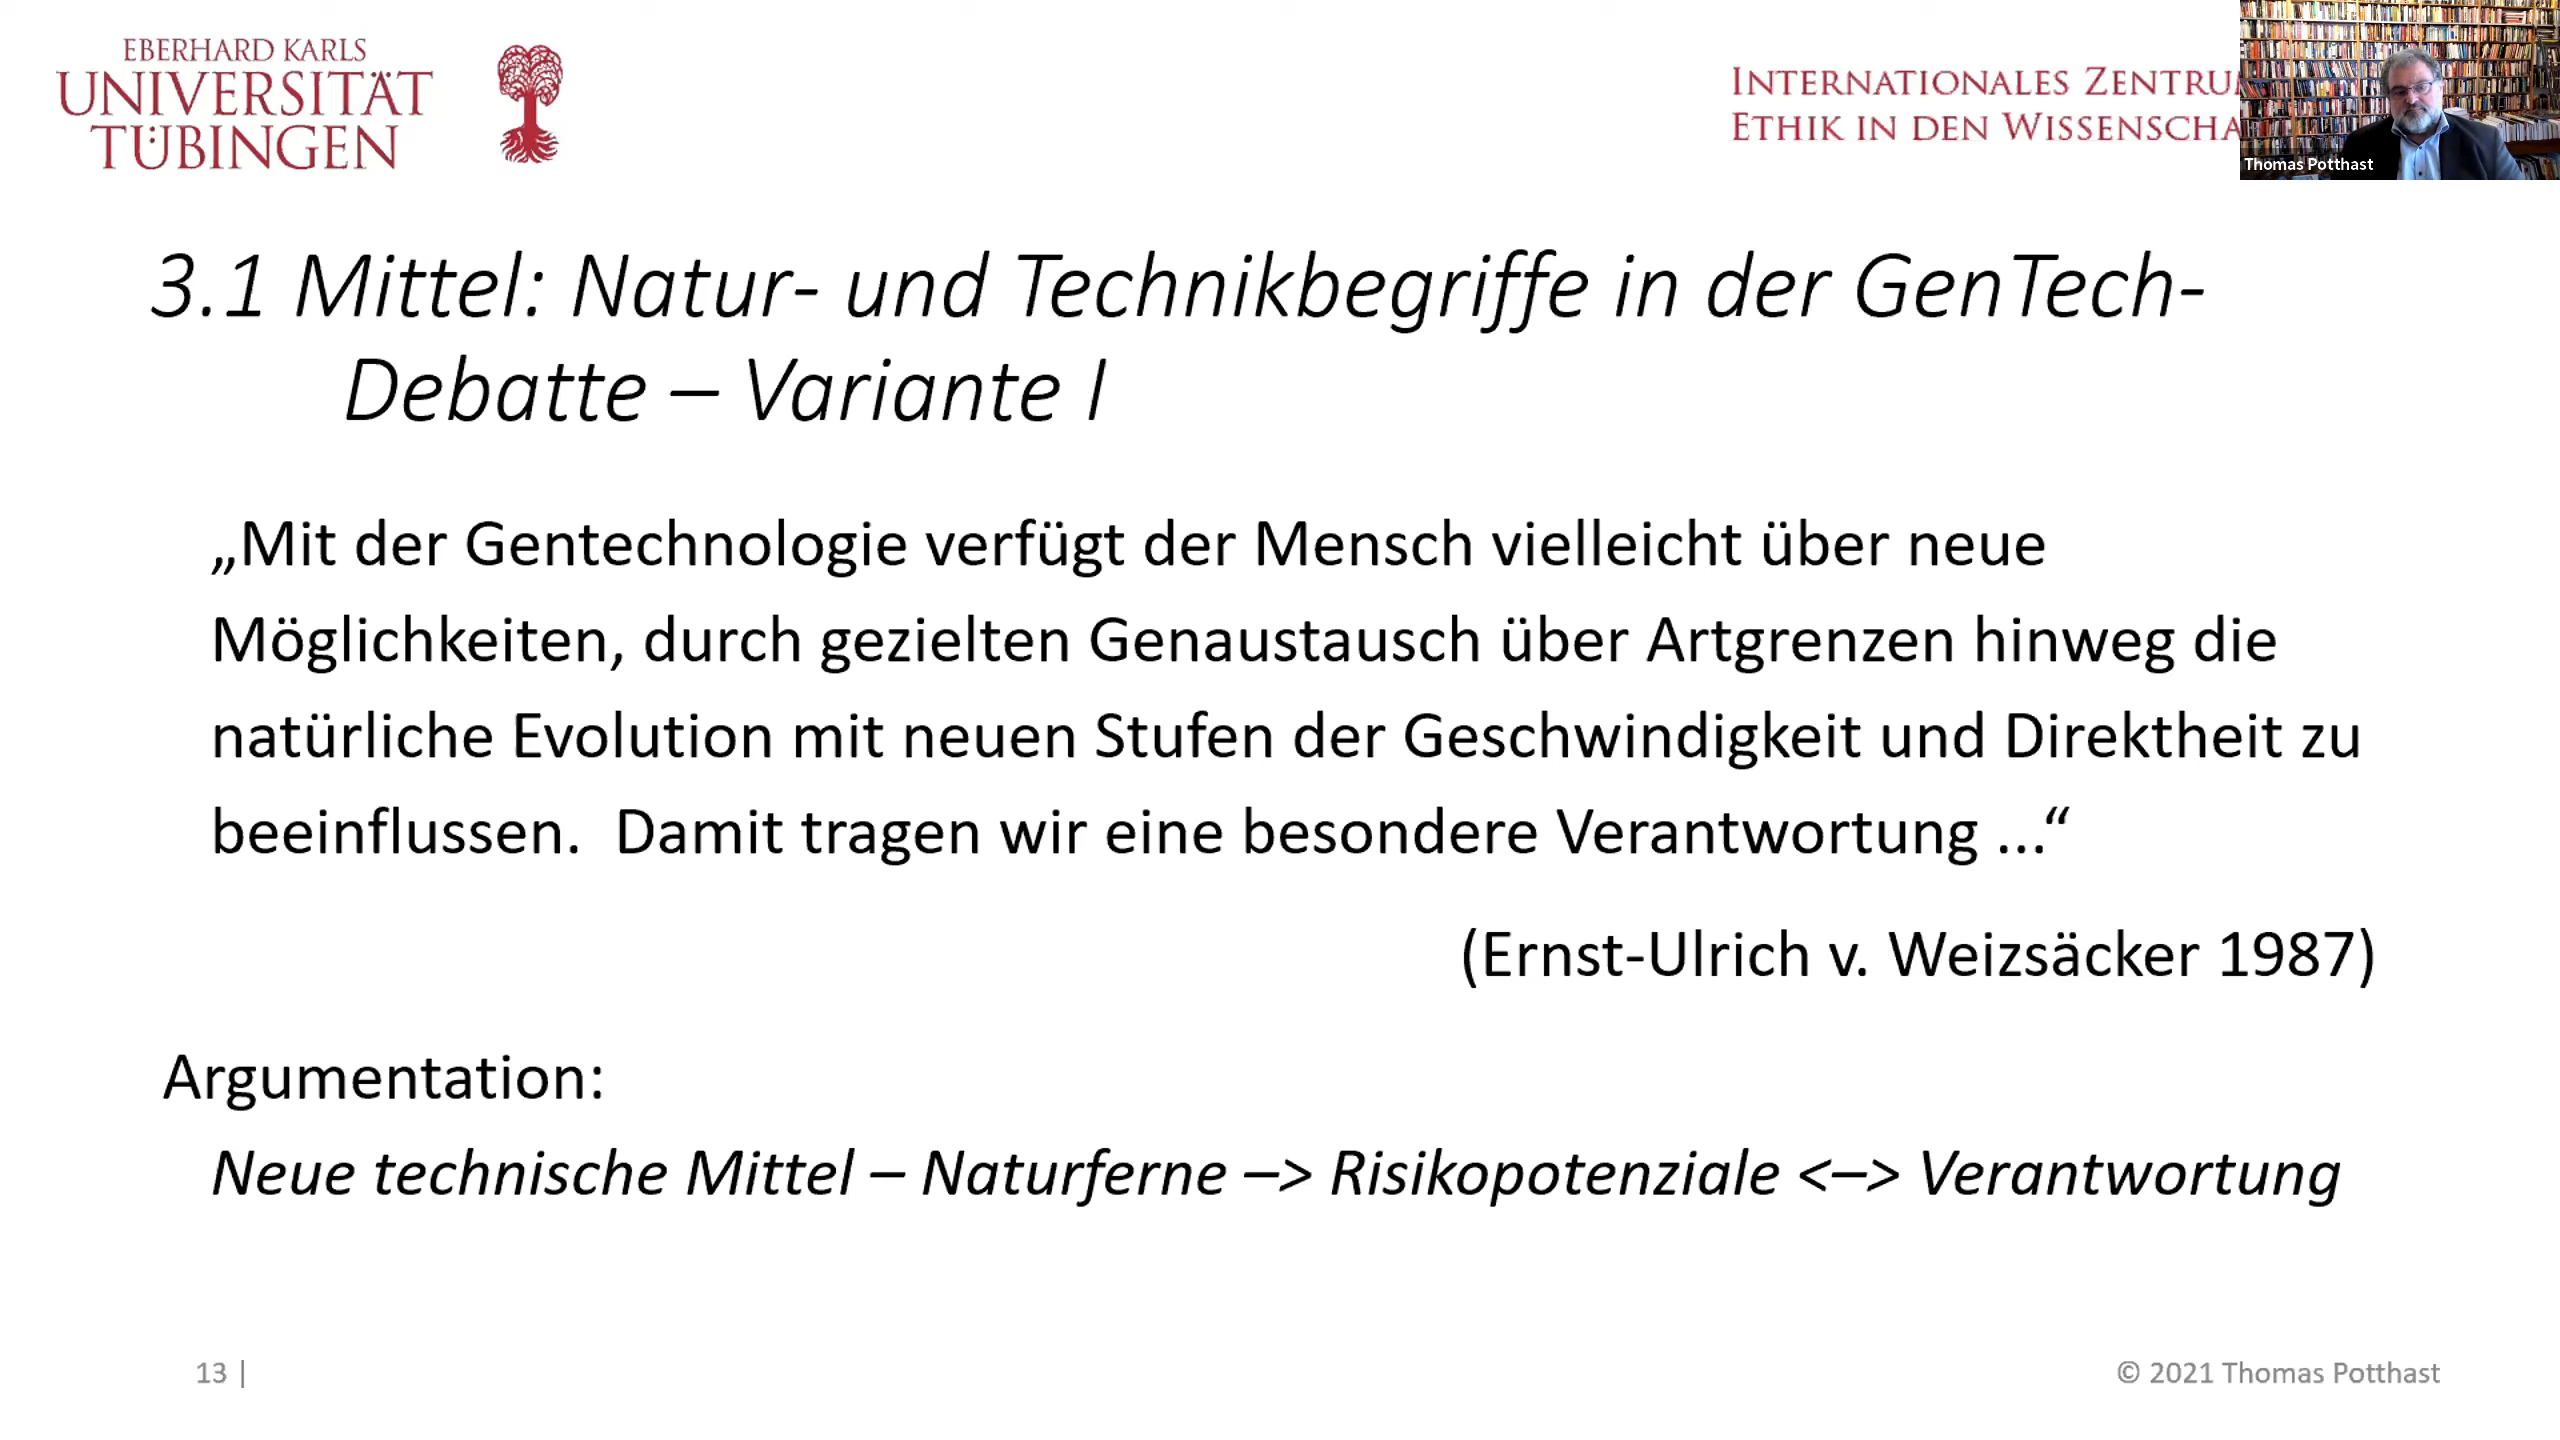 EBERHARD KARLS
UNIVERSITÄT
TÜBINGEN
INTERNATIONALES
ETHIK IN DEN
Thomas Potthast
3.1 Mittel: Natur- und Technikbegriffe in der GenTech-
Debatte – Variante I
„Mit der Gentechnologie verfügt der Mensch vielleicht über neue
Möglichkeiten, durch gezielten Genaustausch über Artgrenzen hinweg die
natürliche Evolution mit neuen Stufen der Geschwindigkeit und Direktheit zu
beeinflussen.  Damit tragen wir eine besondere Verantwortung ...“
(Ernst-Ulrich v. Weizsäcker 1987)
Argumentation:
Neue technische Mittel – Naturferne –> Risikopotenziale <–> Verantwortung
13 |
© 2021 Thomas Potthast